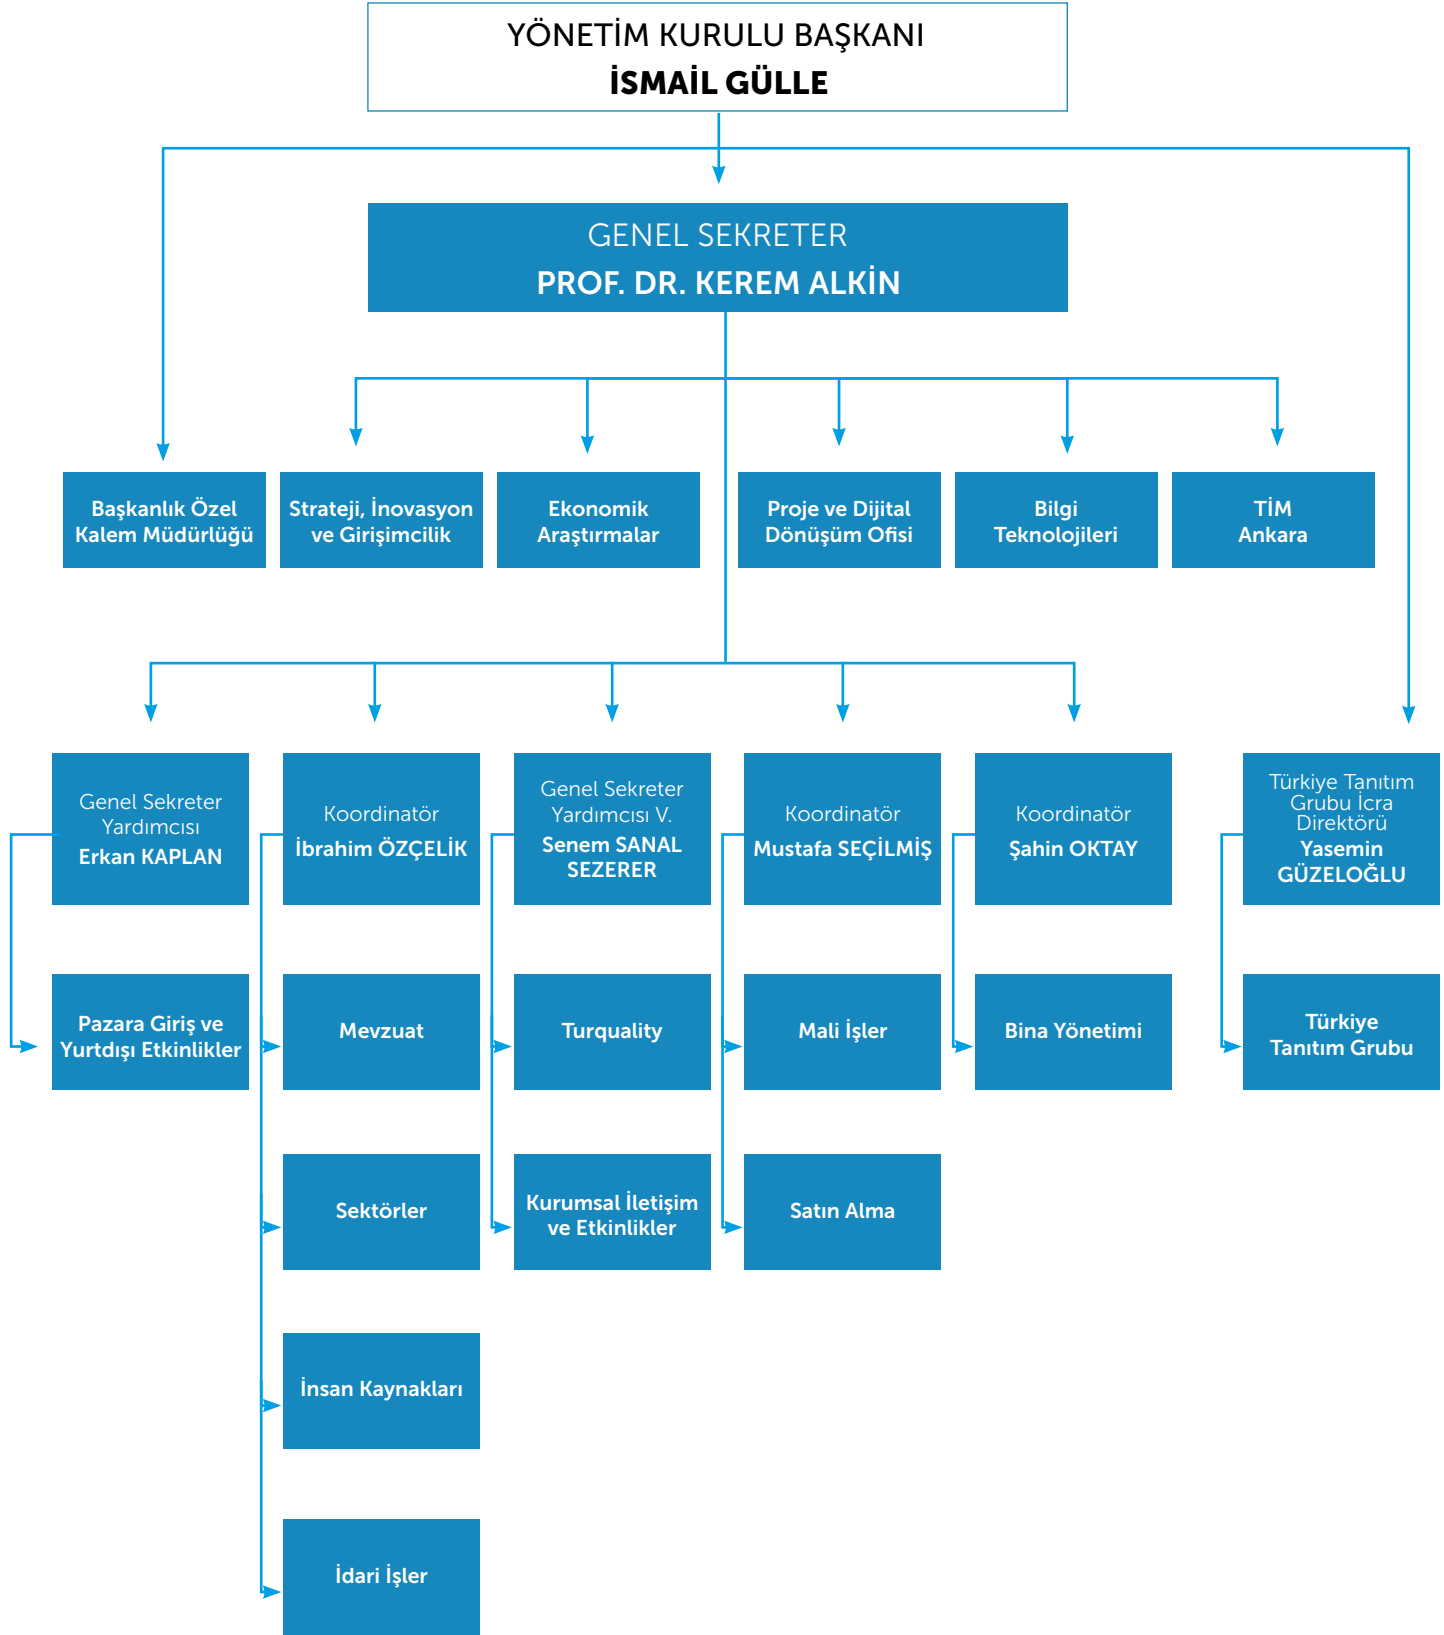 YÖNETİM KURULU BAŞKANI
İSMAİL GÜLLE
GENEL SEKRETER
PROF. DR. KEREM ALKİN
Başkanlık Özel
Kalem Müdürlüğü
Strateji, İnovasyon
ve Girişimcilik
Ekonomik
Araştırmalar
Proje ve Dijital
Dönüşüm Ofisi
Bilgi
Teknolojileri
TİM
Ankara
Genel Sekreter
Yardımcısı
Erkan KAPLAN
Koordinatör
İbrahim ÖZÇELİK
Genel Sekreter
Yardımcısı V.
Senem SANAL
SEZERER
Koordinatör
Mustafa SEÇİLMİŞ
Koordinatör
Şahin OKTAY
Türkiye Tanıtım
Grubu İcra
Direktörü
Yasemin
GÜZELOĞLU
Pazara Giriş ve
Yurtdışı Etkinlikler
Mevzuat
Turquality
Mali İşler
Bina Yönetimi
Türkiye
Tanıtım Grubu
Sektörler
Kurumsal İletişim
ve Etkinlikler
Satın Alma
İnsan Kaynakları
İdari İşler